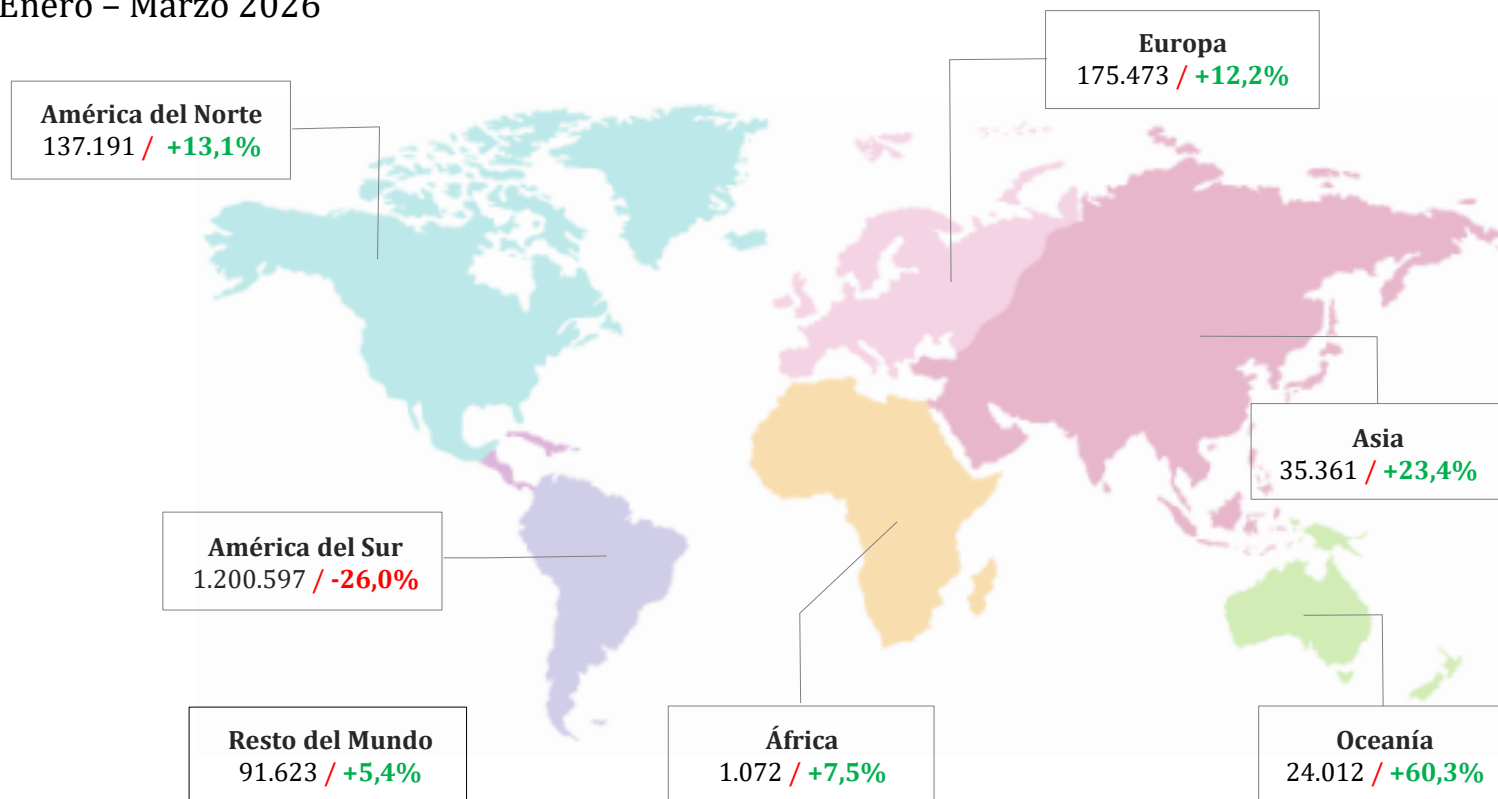 Enero – Marzo 2026
Europa
175.473 / +12,2%
América del Norte
137.191 / +13,1%
Asia
35.361 / +23,4%
América del Sur
1.200.597 / -26,0%
Resto del Mundo
91.623 / +5,4%
África
1.072 / +7,5%
Oceanía
24.012 / +60,3%